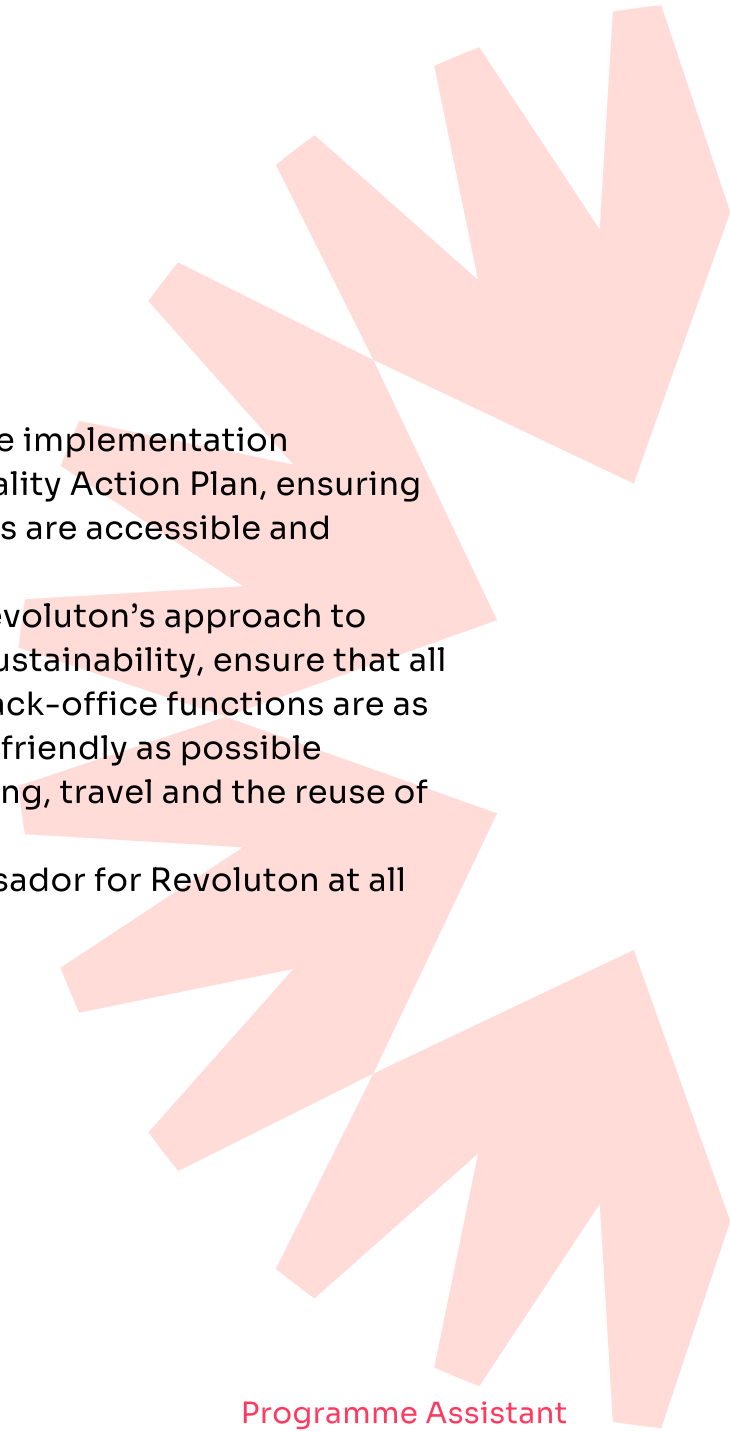 e implementation
ality Action Plan, ensuring
s are accessible and
evoluton’s approach to
ustainability, ensure that all
ack-office functions are as
friendly as possible
ng, travel and the reuse of
sador for Revoluton at all
Programme Assistant